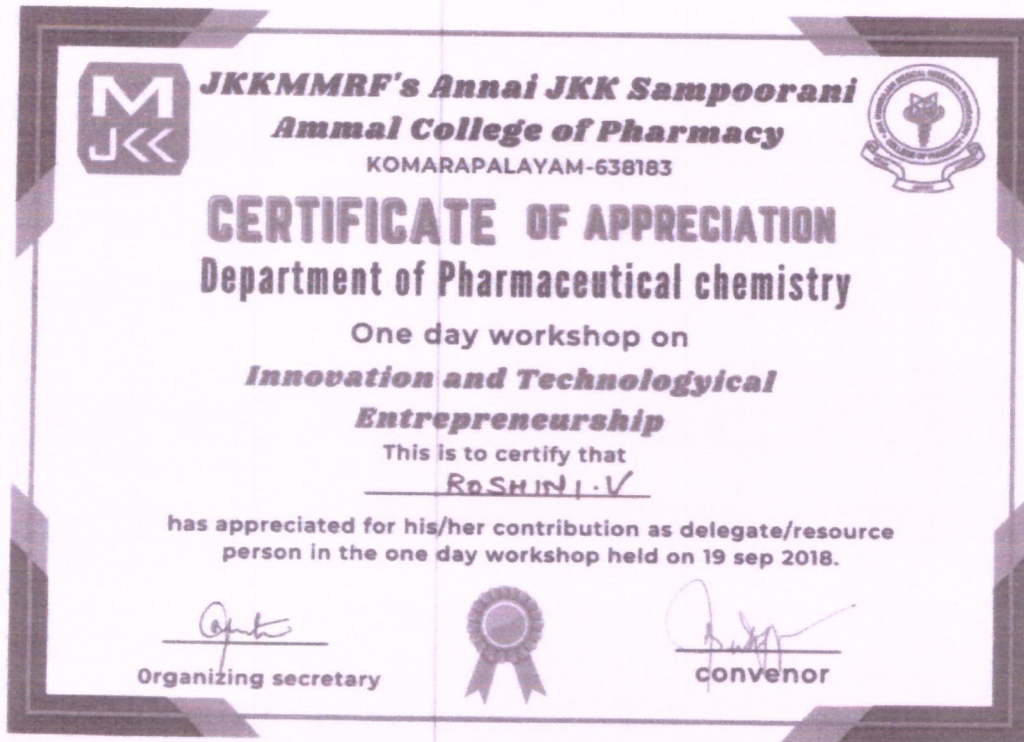 M
JKK
JKKMMRF's Annai JKK Sampoorani
Ammal College of Pharmacy
KOMARAPALAYAM-638183
CERTIFICATE OF APPRECIATION
Department of Pharmaceutical chemistry
One day workshop on
Innovation and Technologyical
Entrepreneurship
This is to certify that
ROSHINI.V
has appreciated for his/her contribution as delegate/resource
person in the one day workshop held on 19 sep 2018.
Organizing secretary
convenor